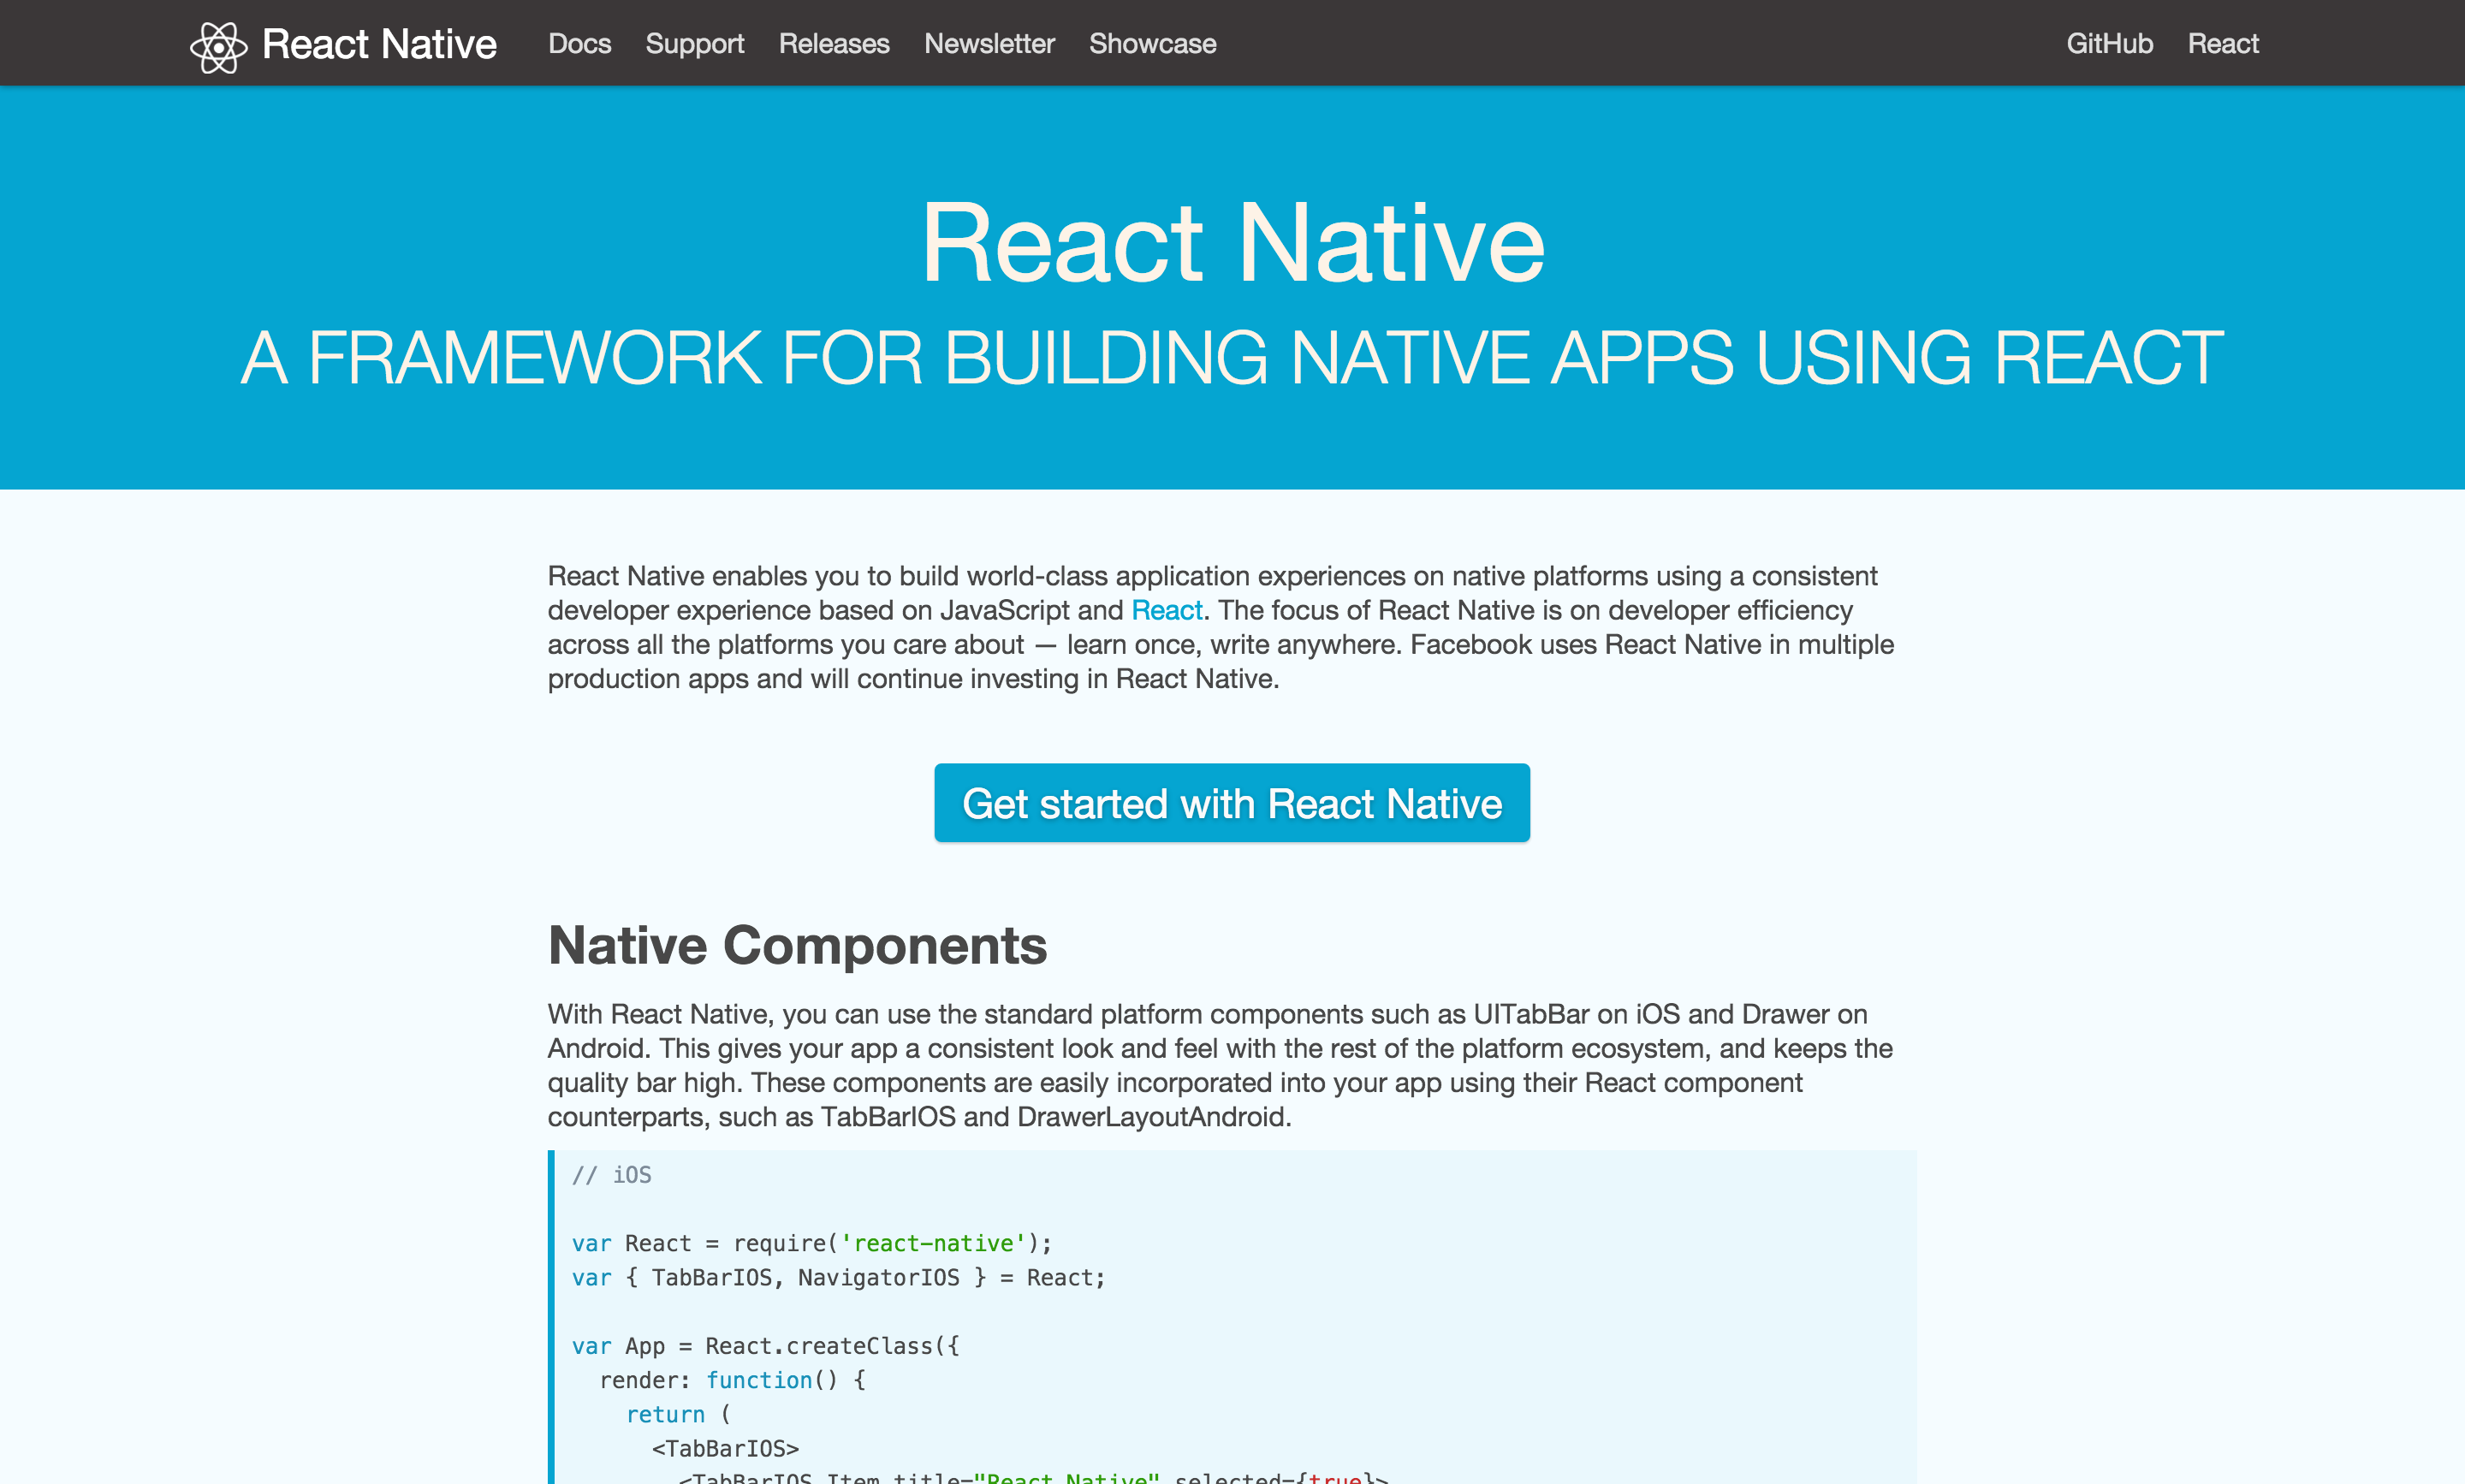 React Native Docs Support Releases Newsletter Showcase GitHub React
React Native
A FRAMEWORK FOR BUILDING NATIVE APPS USING REACT
React Native enables you to build world-class application experiences on native platforms using a consistent
developer experience based on JavaScript and React. The focus of React Native is on developer efficiency
across all the platforms you care about — learn once, write anywhere. Facebook uses React Native in multiple
production apps and will continue investing in React Native.
Get started with React Native
Native Components
With React Native, you can use the standard platform components such as UITabBar on iOS and Drawer on
Android. This gives your app a consistent look and feel with the rest of the platform ecosystem, and keeps the
quality bar high. These components are easily incorporated into your app using their React component
counterparts, such as TabBarIOS and DrawerLayoutAndroid.
// iOS
var React = require('react-native');
var { TabBarIOS, NavigatorIOS } = React;
var App = React.createClass({
  render: function() {
    return (
      <TabBarIOS>
        <TabBarIOS.Item title="React Native" selected={true}>